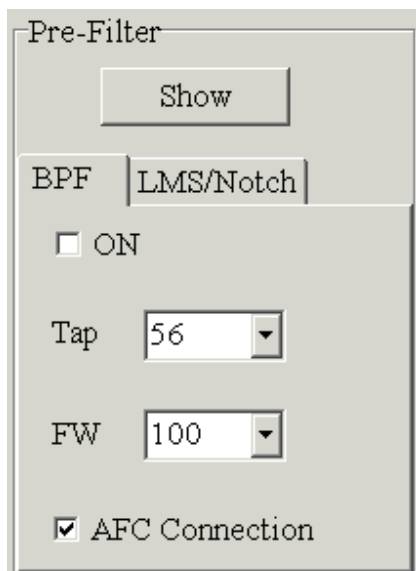 Pre-Filter
Show
BPF LMS/Notch
ON
Tap 56
FW 100
AFC Connection